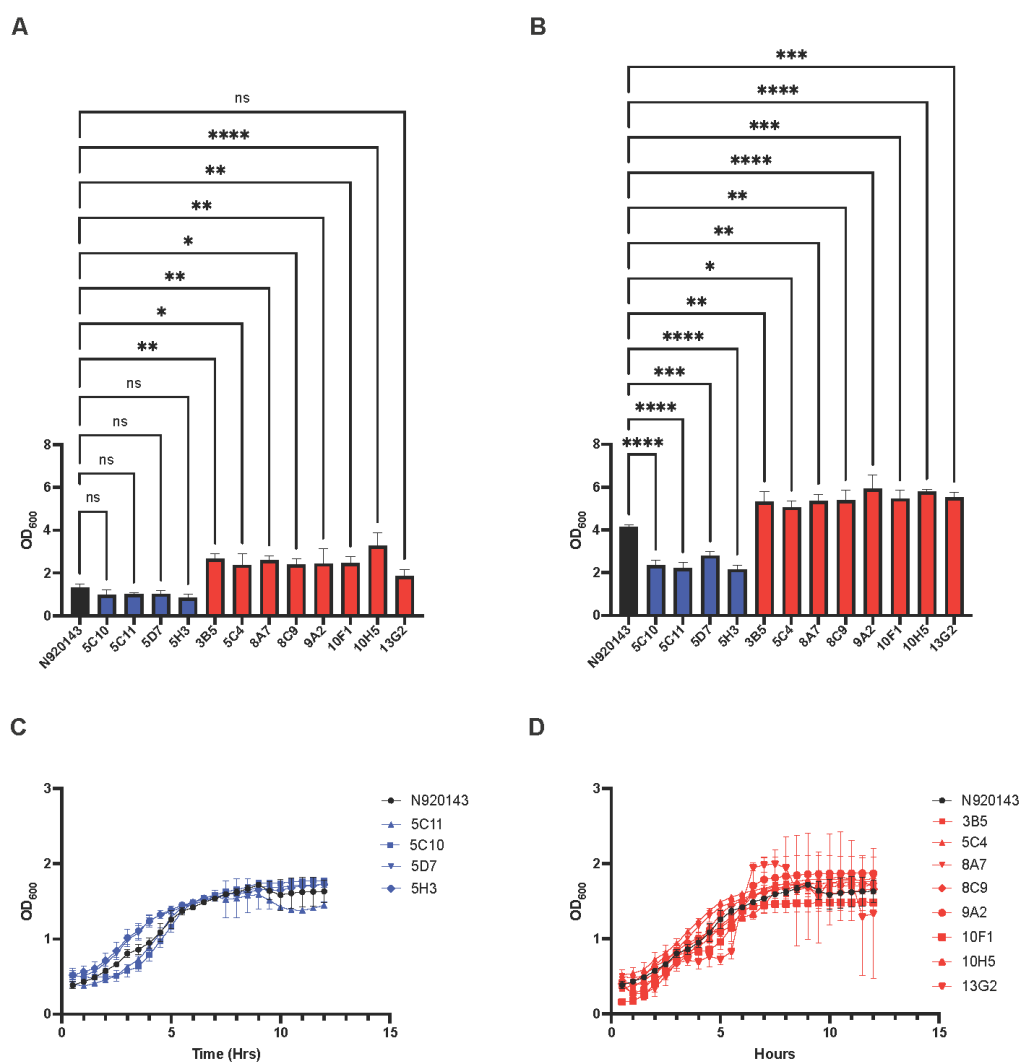 A
ns
****
**
**
*
**
*
**
ns
ns
ns
ns
OD600
8
6
4
2
0
N920143
5C10
5C11
5D7
5H3
3B5
5C4
8A7
8C9
9A2
10F1
10H5
13G2
B
***
****
***
****
**
**
*
**
****
***
****
****
OD600
8
6
4
2
0
N920143
5C10
5C11
5D7
5H3
3B5
5C4
8A7
8C9
9A2
10F1
10H5
13G2
C
OD600
3
2
1
0
0
5
10
15
Time (Hrs)
N920143
5C11
5C10
5D7
5H3
D
OD600
3
2
1
0
0
5
10
15
Hours
N920143
3B5
5C4
8A7
8C9
9A2
10F1
10H5
13G2